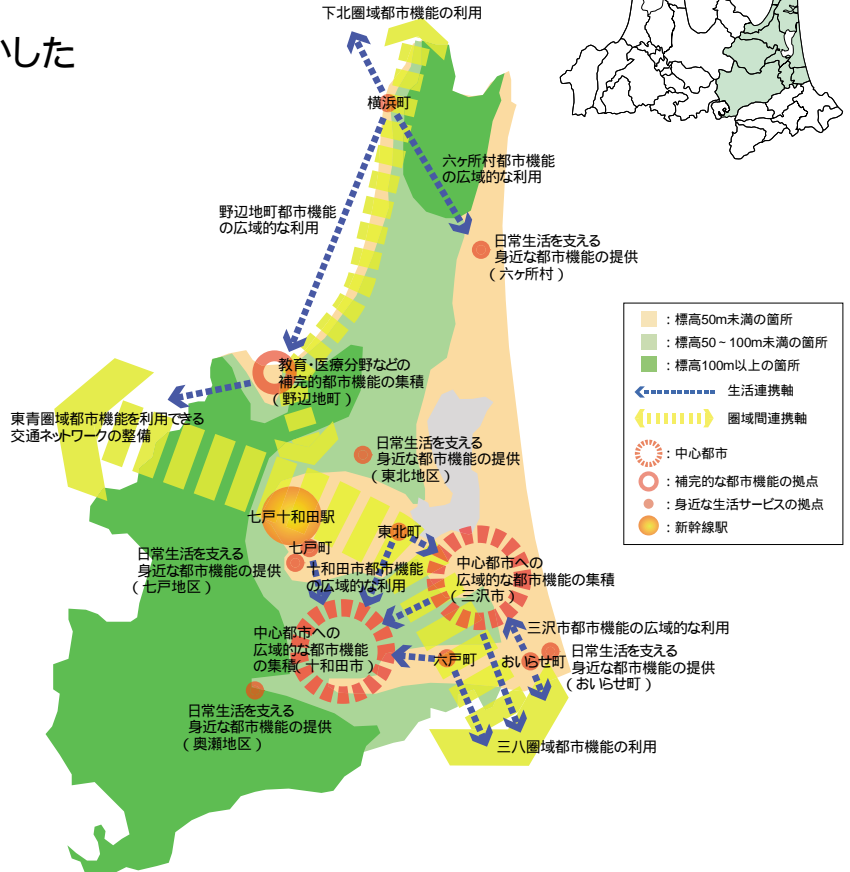 下北圏域都市機能の利用
かした
横浜町
六ヶ所村都市機能
の広域的な利用
野辺地町都市機能
の広域的な利用
日常生活を支える
身近な都市機能の提供
(六ヶ所村)
:標高50m未満の箇所
:標高50~100m未満の箇所
:標高100m以上の箇所
生活連携軸
圏域間連携軸
:中心都市
:補完的な都市機能の拠点
:身近な生活サービスの拠点
:新幹線駅
教育・医療分野などの
補完的都市機能の集積
(野辺地町)
東青圏域都市機能を利用できる
交通ネットワークの整備
日常生活を支える
身近な都市機能の提供
(東北地区)
七戸十和田駅
東北町
七戸町
日常生活を支える
身近な都市機能の提供
(七戸地区)
十和田市都市機能
の広域的な利用
中心都市への
広域的な都市機能の集積
(三沢市)
中心都市への
広域的な都市機能
の集積(十和田市)
三沢市都市機能の広域的な利用
六戸町
おいらせ町
日常生活を支える
身近な都市機能の提供
(おいらせ町)
日常生活を支える
身近な都市機能の提供
(奥瀬地区)
三八圏域都市機能の利用